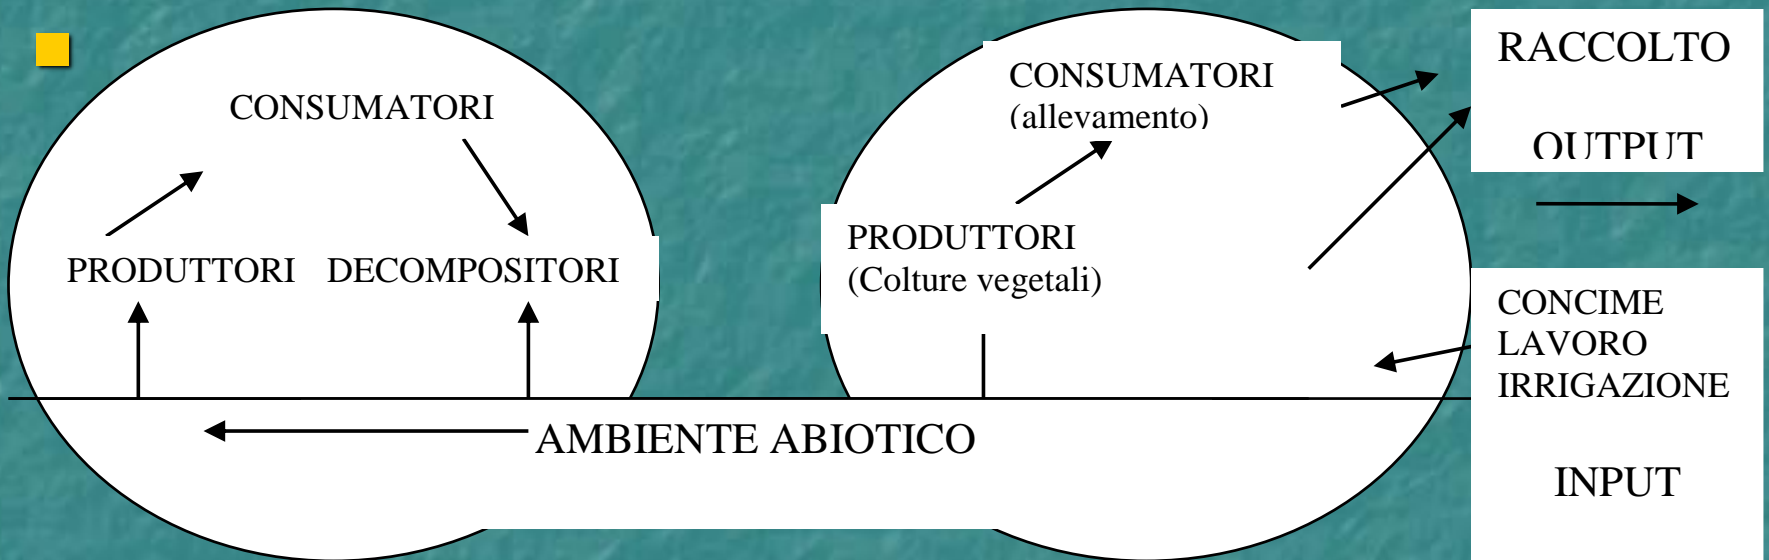 CONSUMATORI
PRODUTTORI DECOMPOSITORI
CONSUMATORI
(allevamento)
PRODUTTORI
(Colture vegetali)
AMBIENTE ABIOTICO
RACCOLTO
OUTPUT
CONCIME
LAVORO
IRRIGAZIONE
INPUT